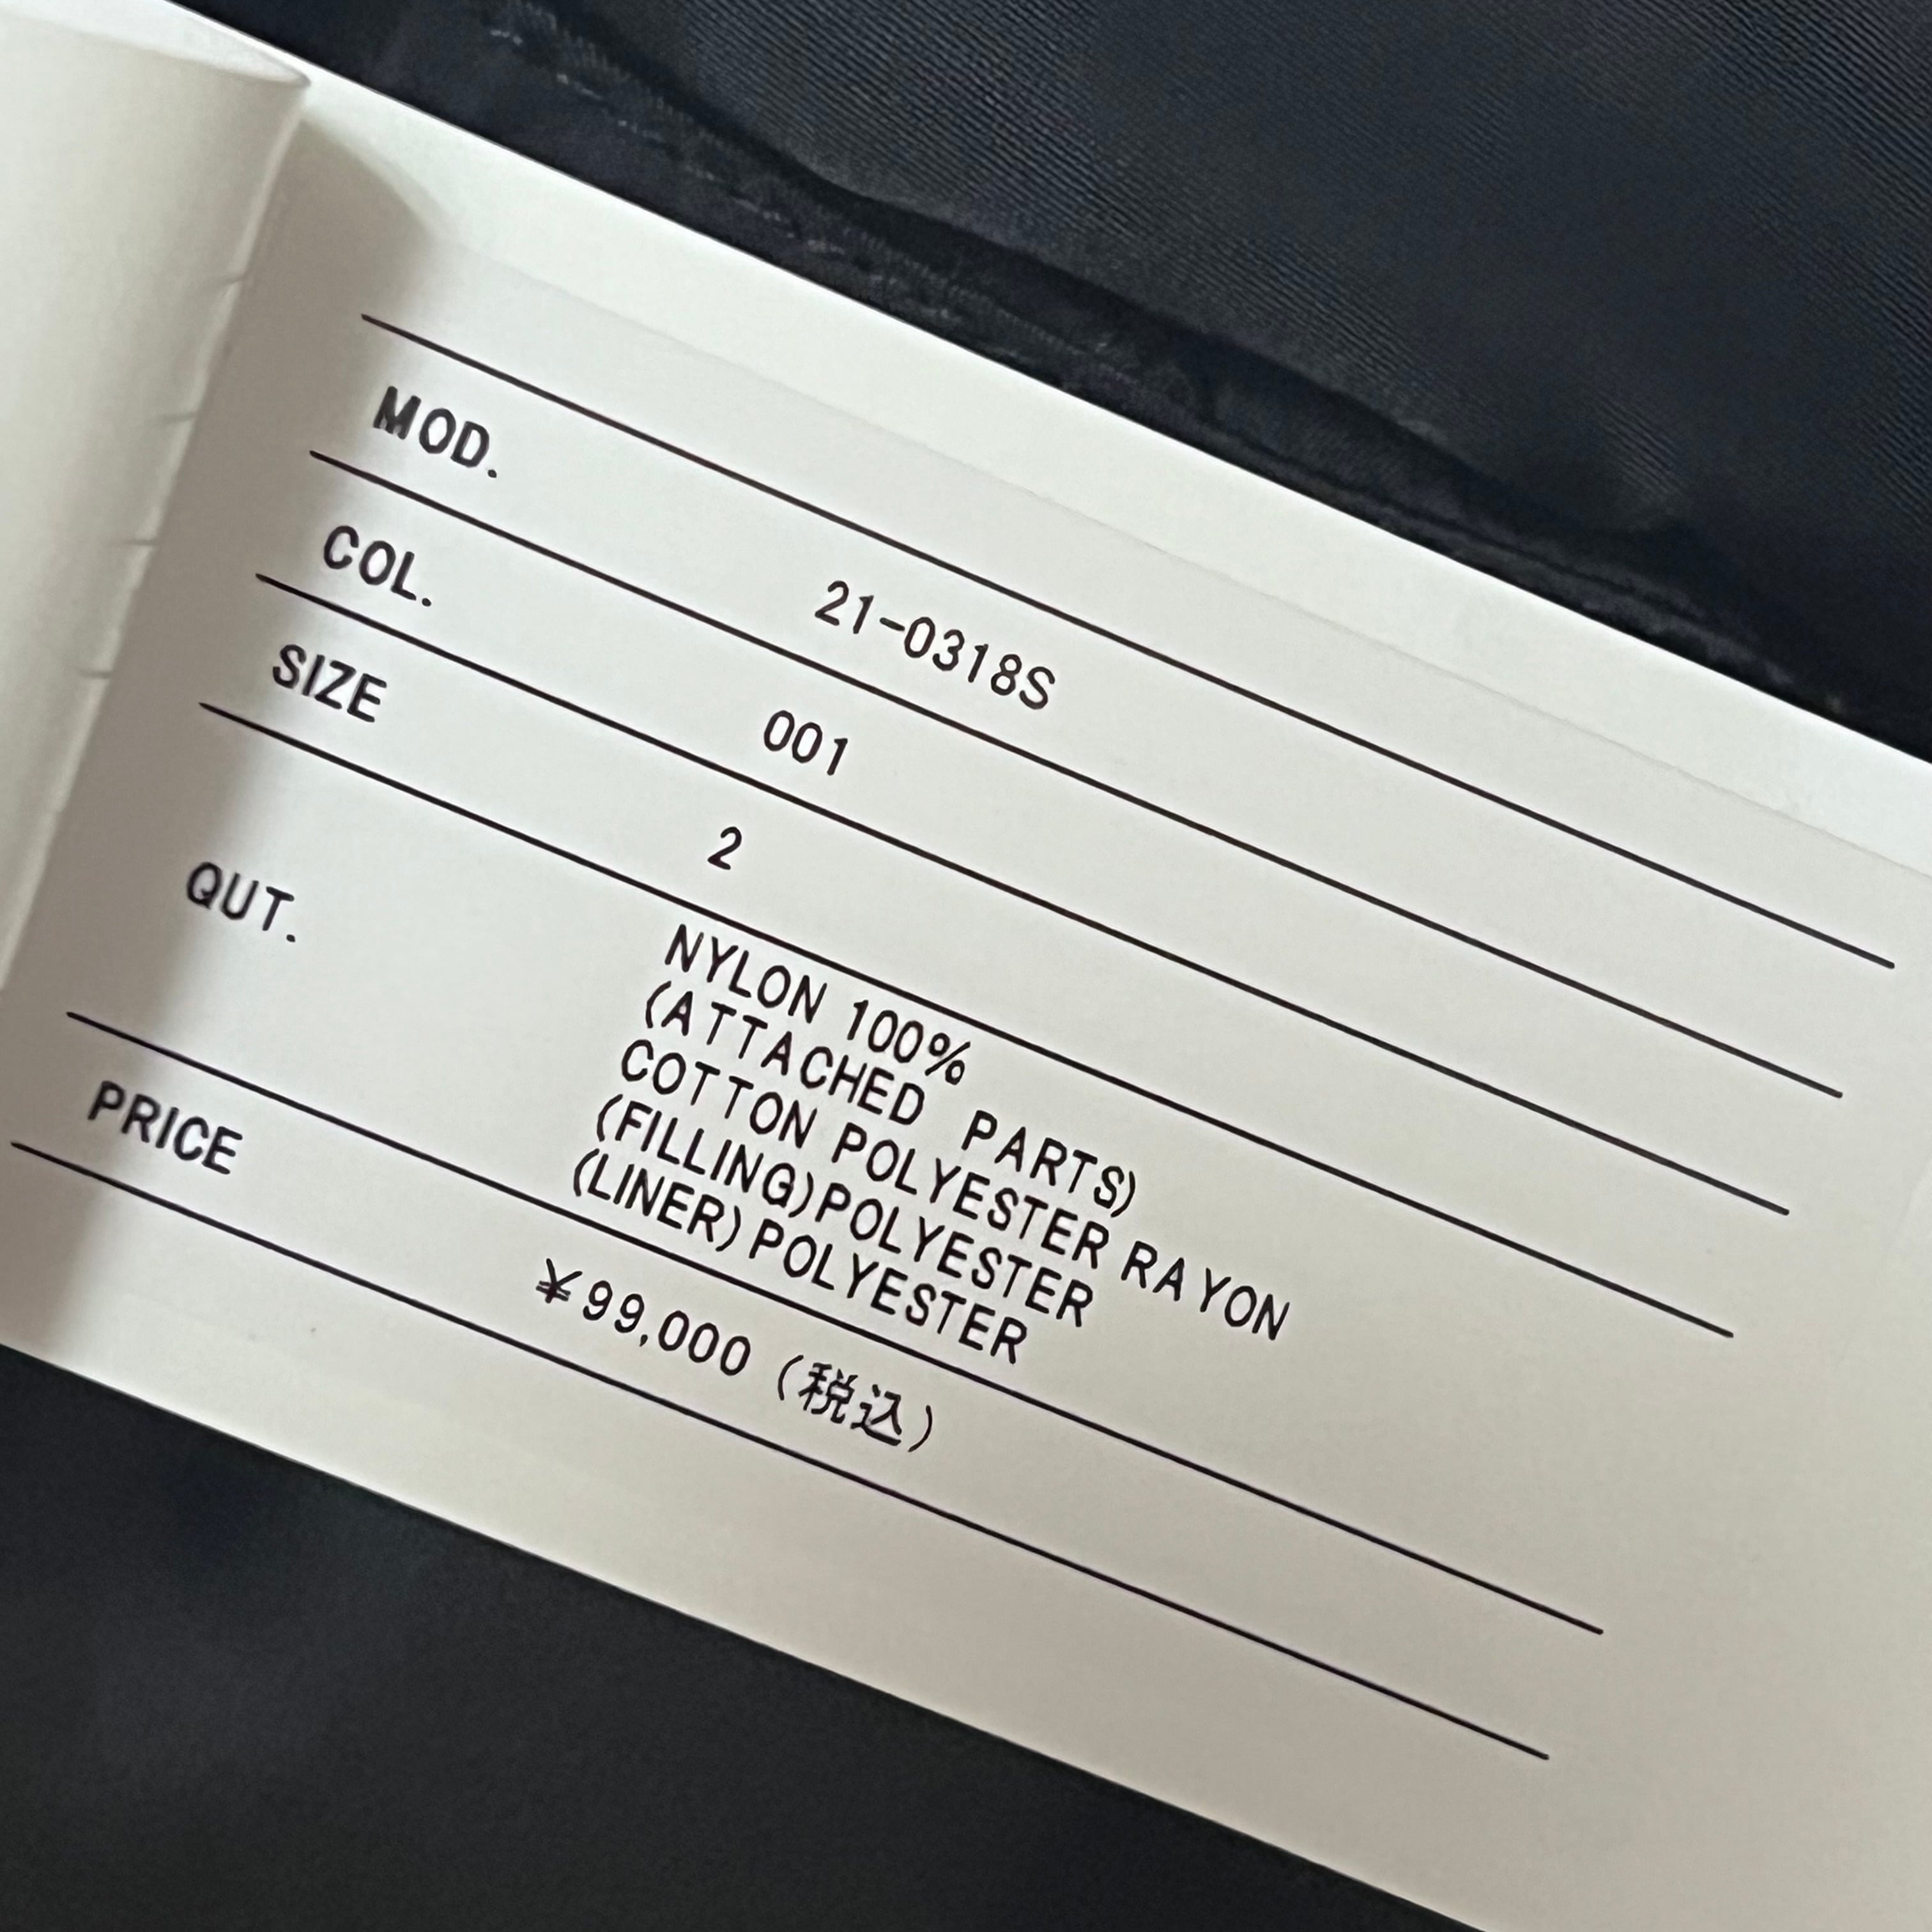 MOD. 21-0318S
COL. 001
SIZE 2
QUT. NYLON 100%
(ATTACHED PARTS)
COTTON POLYESTER RAYON
(FILLING)POLYESTER
(LINER)POLYESTER
PRICE ¥99,000 (税込)